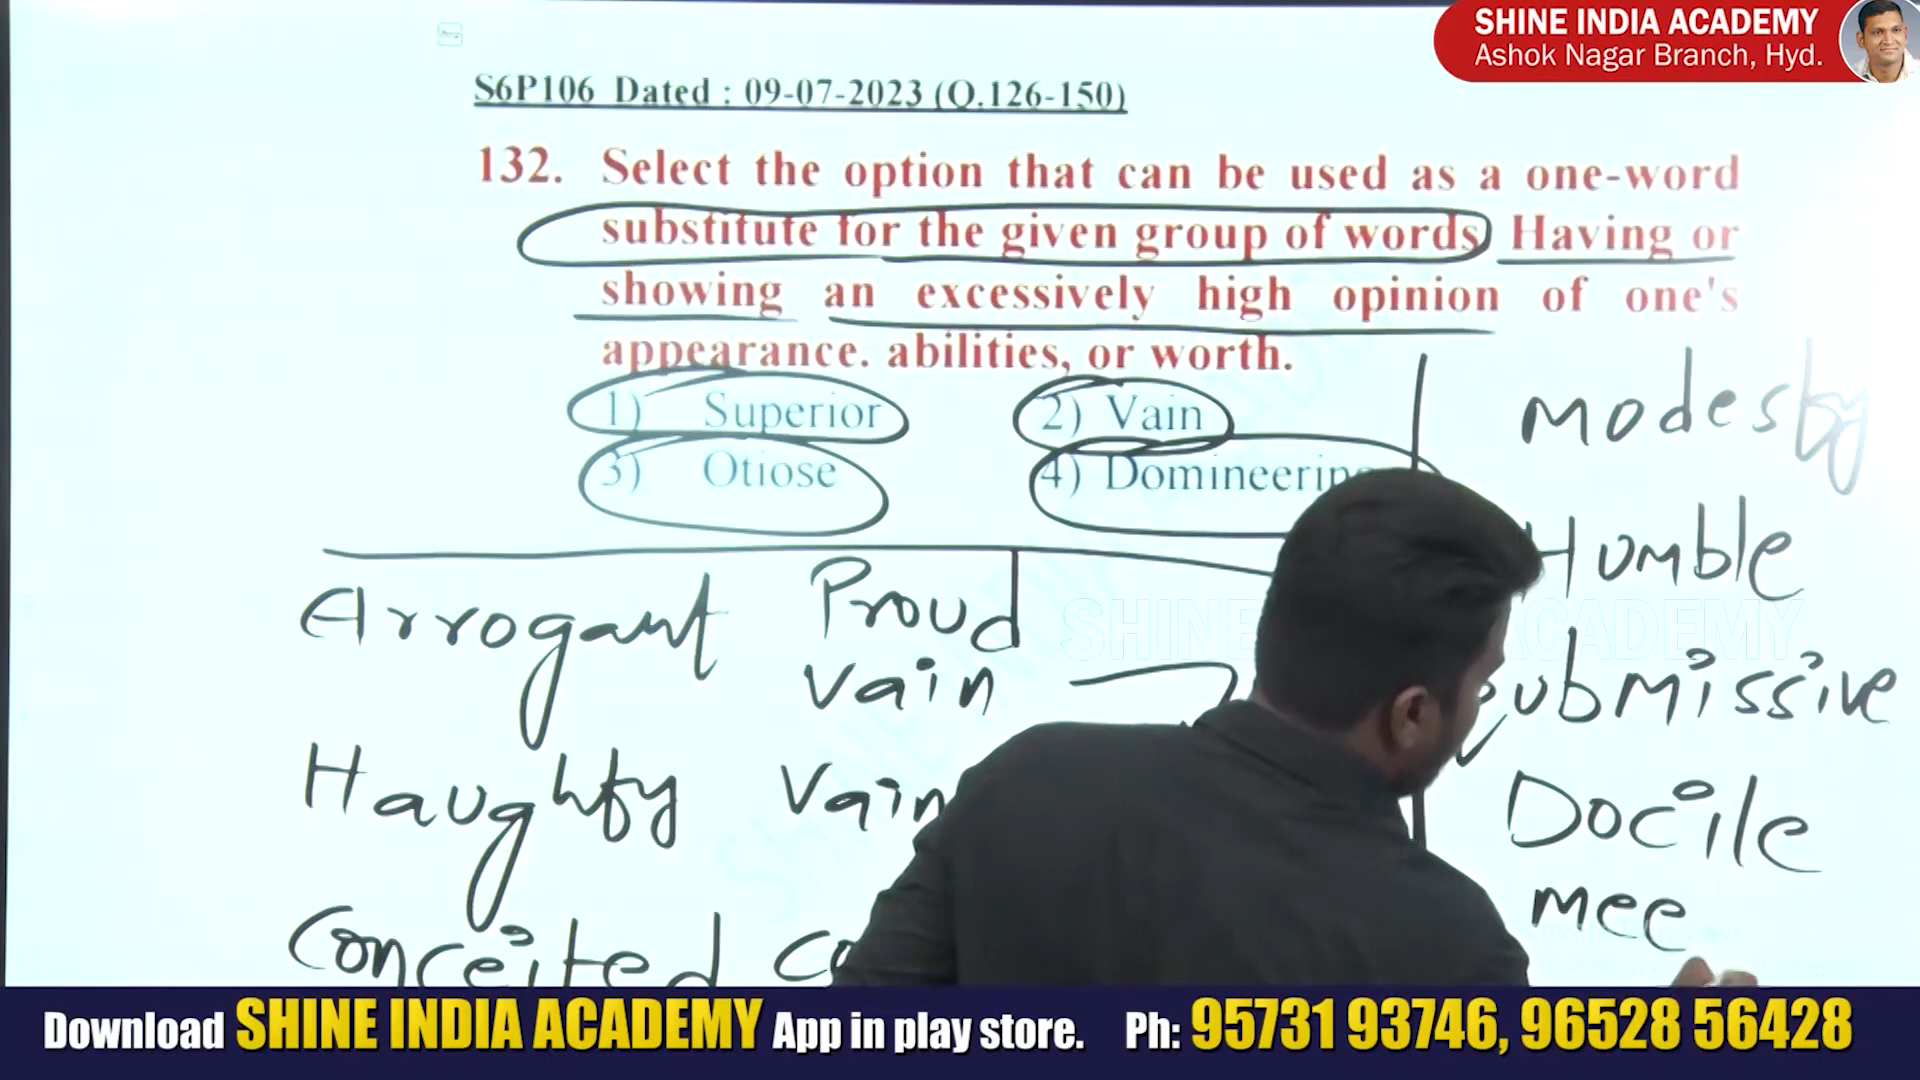 SHINE INDIA ACADEMY
Ashok Nagar Branch, Hyd.
S6P106 Dated : 09-07-2023 (Q.126-150)
132. Select the option that can be used as a one-word
substitute for the given group of words Having or
showing an excessively high opinion of one's
appearance. abilities, or worth.
1) Superior 2) Vain
3) Otiose 4)
Modesty
Humble
Arrogant Proud
SHINE ACADEMY
Vain
Submissive
Haughty Vain
Docile
Conceited
Download SHINE INDIA ACADEMY App in play store. Ph: 95731 93746, 96528 56428